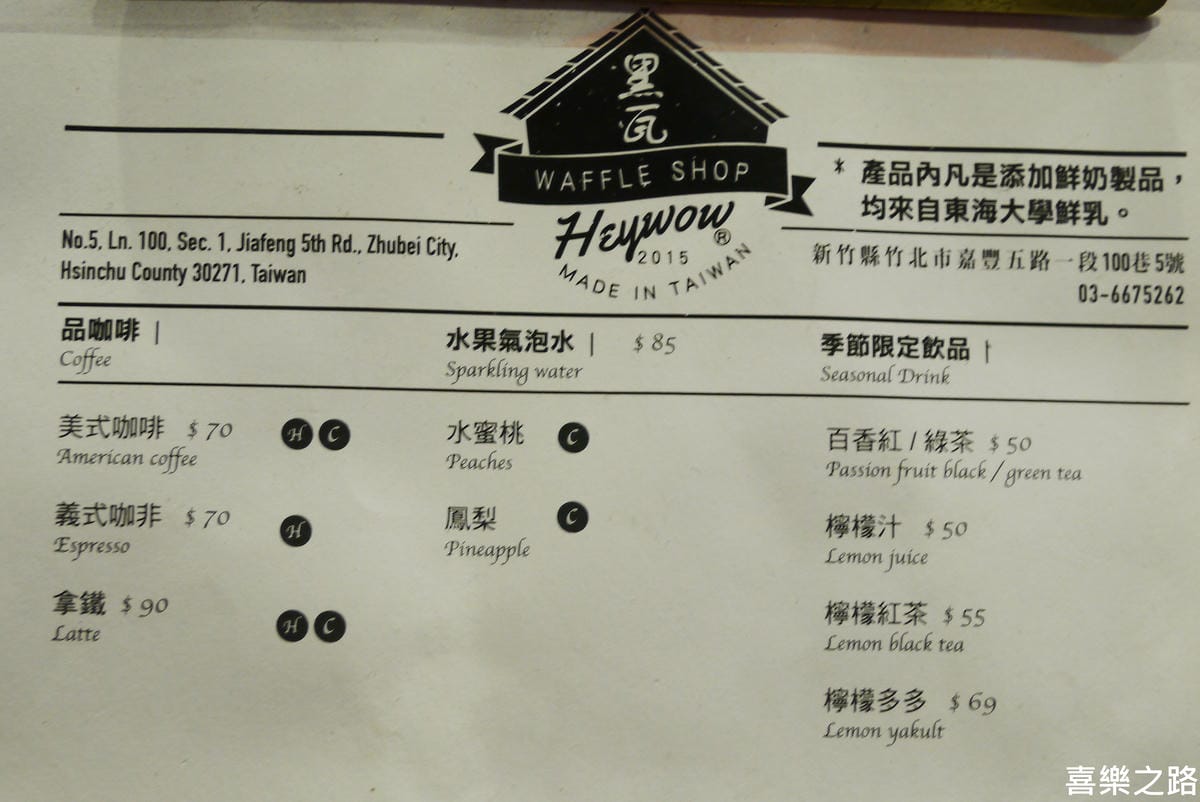 黑瓦
WAFFLE SHOP
Heywow®
2015
MADE IN TAIWAN
No.5, Ln. 100, Sec. 1, Jiafeng 5th Rd., Zhubei City,
Hsinchu County 30271, Taiwan
* 產品內凡是添加鮮奶製品，
均來自東海大學鮮乳。
新竹縣竹北市嘉豐五路一段100巷5號
03-6675262
品咖啡 |
Coffee
美式咖啡 $70 H C
American coffee
義式咖非 $70 H
Espresso
拿鐵 $90 H C
Latte
水果氣泡水 | $85
Sparkling water
水蜜桃 C
Peaches
鳳梨 C
Pineapple
季節限定飲品 |
Seasonal Drink
百香紅 / 綠茶 $50
Passion fruit black / green tea
檸檬汁 $50
Lemon juice
檸檬紅茶 $55
Lemon black tea
檸檬多多 $69
Lemon yakult
喜樂之路